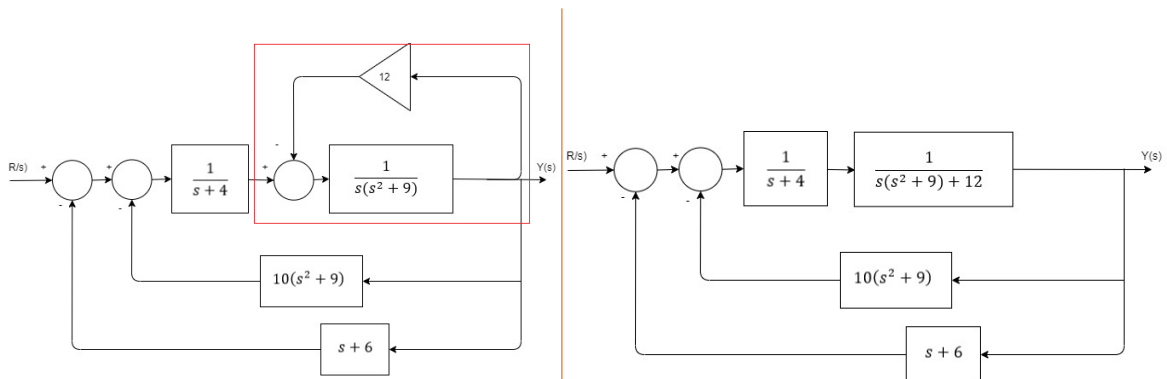 12
R/s)
+
-
+
-
1
s + 4
+
-
1
s(s² + 9)
Y(s)
10(s² + 9)
s + 6
R/s)
+
-
+
-
1
s + 4
1
s(s² + 9) + 12
Y(s)
10(s² + 9)
s + 6